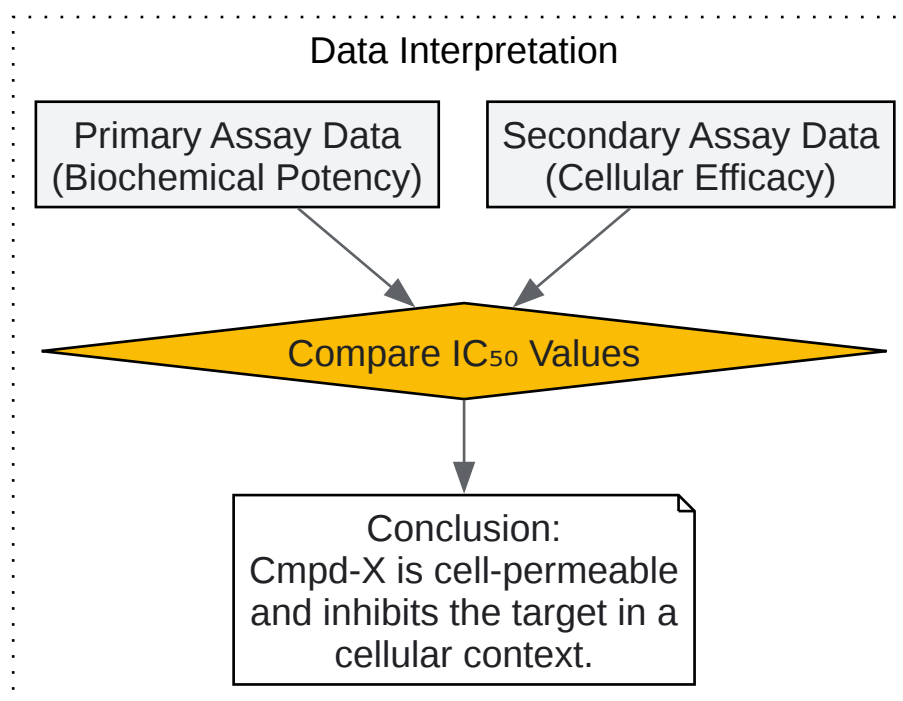 Data Interpretation
Primary Assay Data
(Biochemical Potency)
Secondary Assay Data
(Cellular Efficacy)
Compare IC₅₀ Values
Conclusion:
Cmpd-X is cell-permeable
and inhibits the target in a
cellular context.